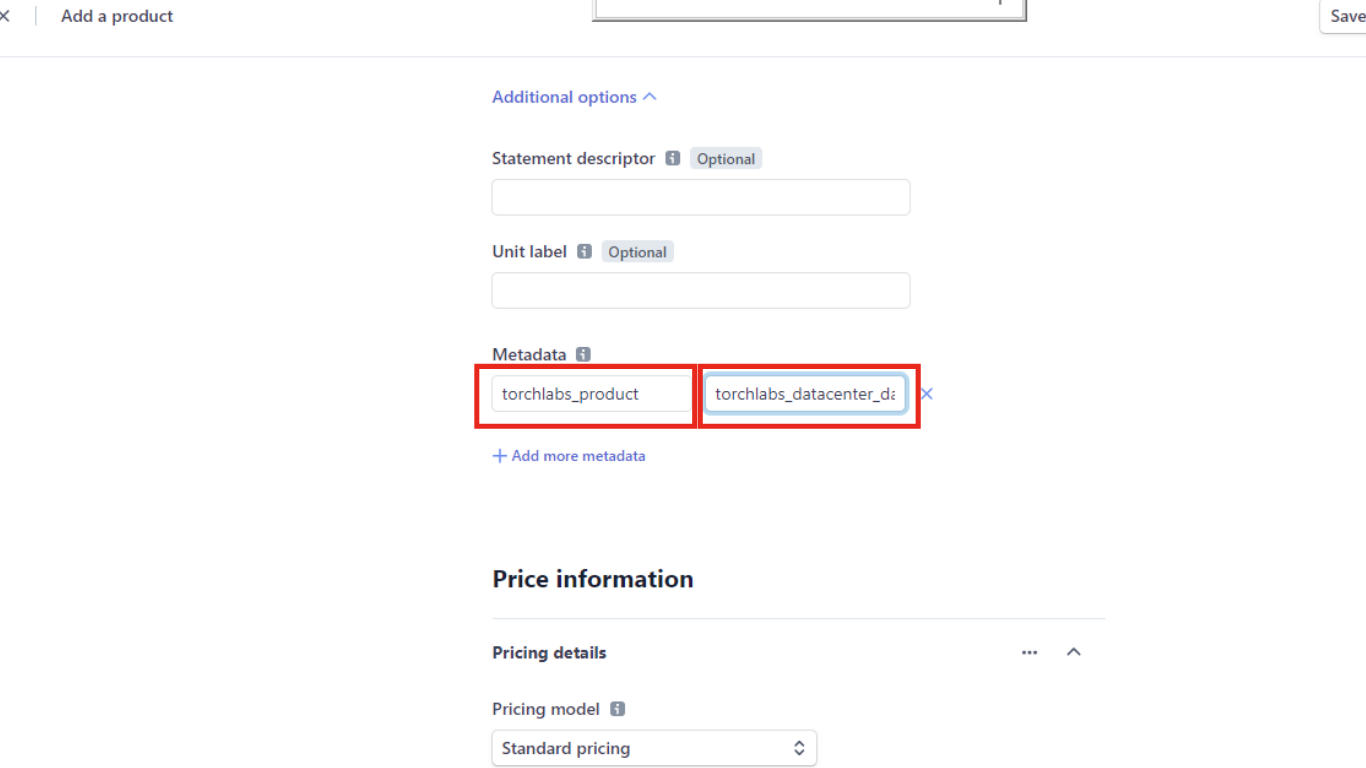 Add a product
Save
Additional options
Statement descriptor Optional
Unit label Optional
Metadata
torchlabs_product torchlabs_datacenter_da
Add more metadata
Price information
Pricing details
Pricing model
Standard pricing